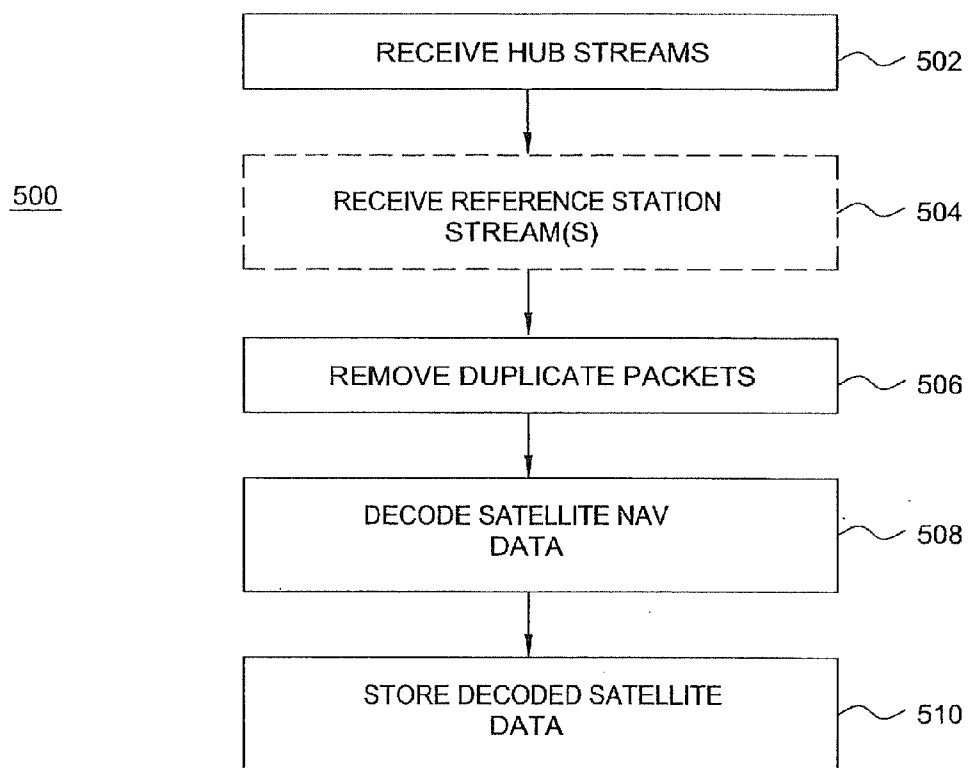 RECEIVE HUB STREAMS
502
500
RECEIVE REFERENCE STATION
STREAM(S)
504
REMOVE DUPLICATE PACKETS
506
DECODE SATELLITE NAV
DATA
508
STORE DECODED SATELLITE
DATA
510